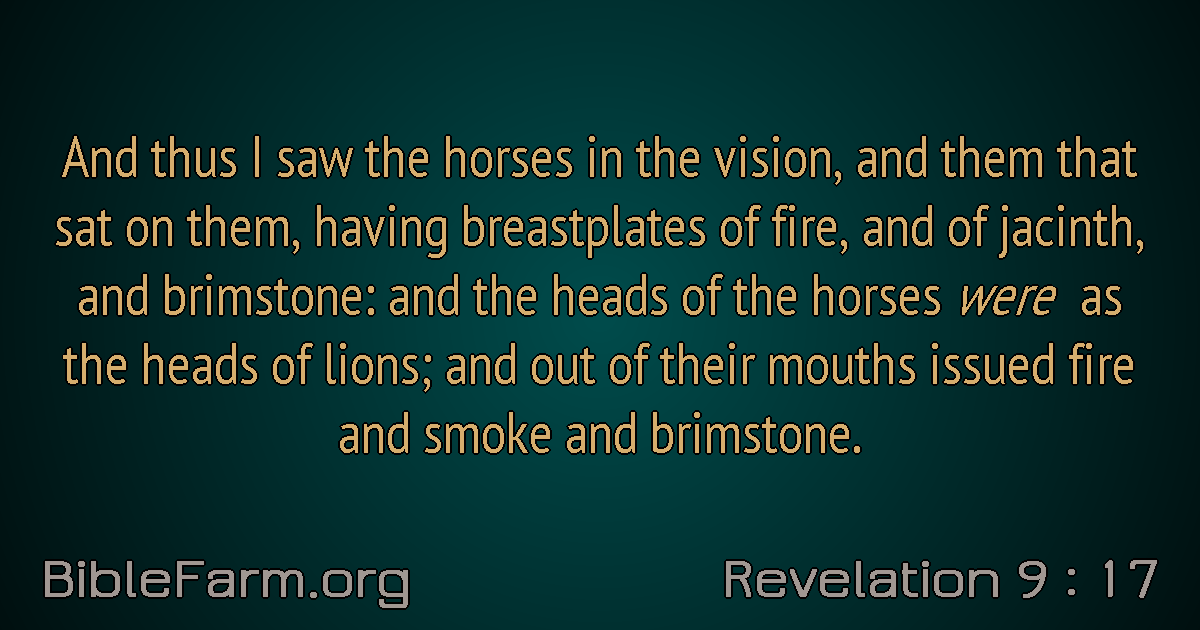 And thus I saw the horses in the vision, and them that
sat on them, having breastplates of fire, and of jacinth,
and brimstone: and the heads of the horses were as
the heads of lions; and out of their mouths issued fire
and smoke and brimstone.
BibleFarm.org
Revelation 9 : 17